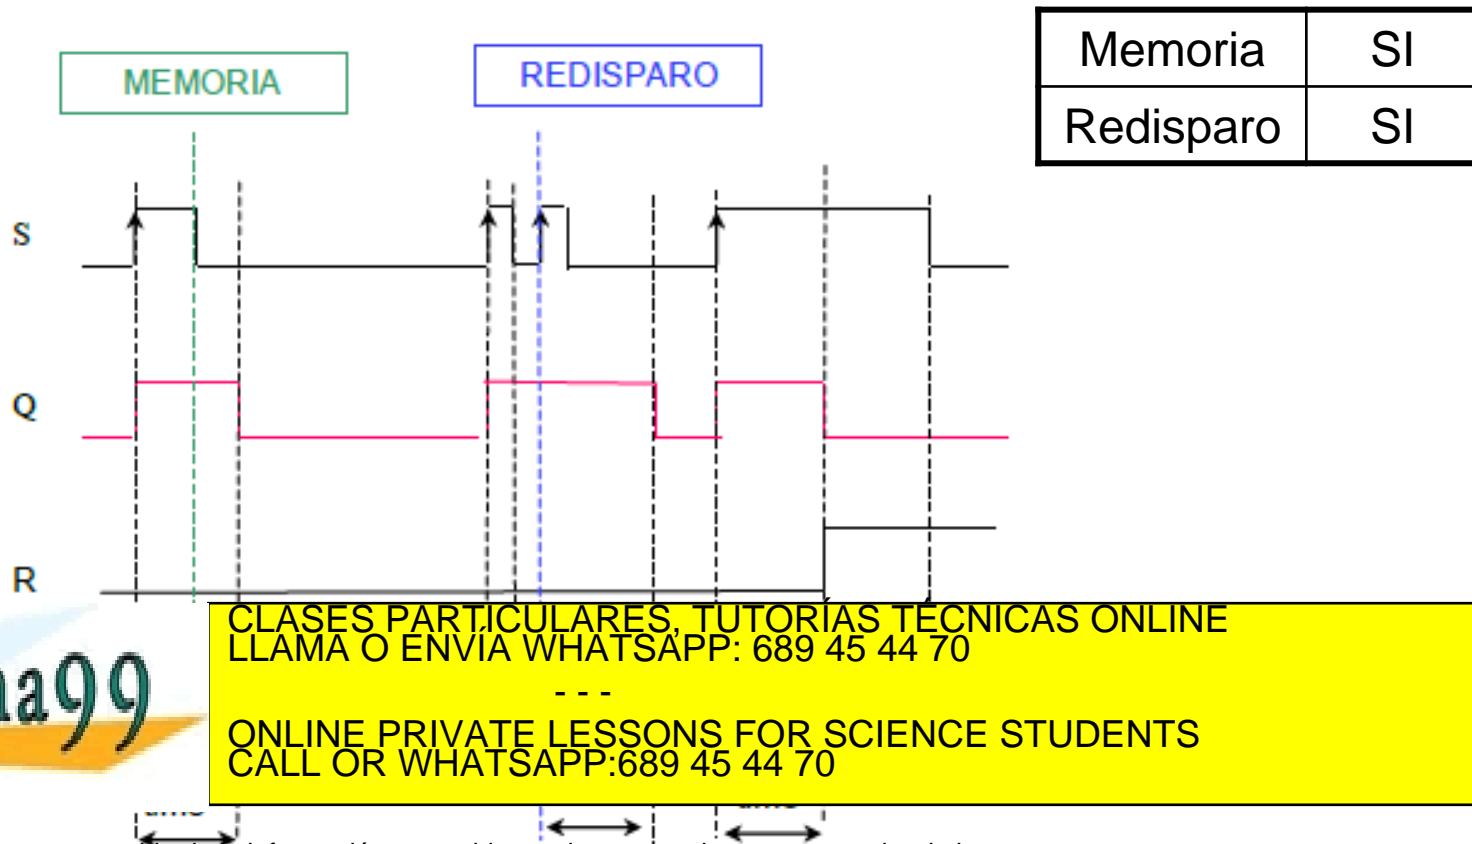 MEMORIA
REDISPARO
Memoria SI
Redisparo SI
S
Q
R
CLASES PARTICULARES, TUTORÍAS TÉCNICAS ONLINE
LLAMA O ENVÍA WHATSAPP: 689 45 44 70
- - -
ONLINE PRIVATE LESSONS FOR SCIENCE STUDENTS
CALL OR WHATSAPP:689 45 44 70
a99